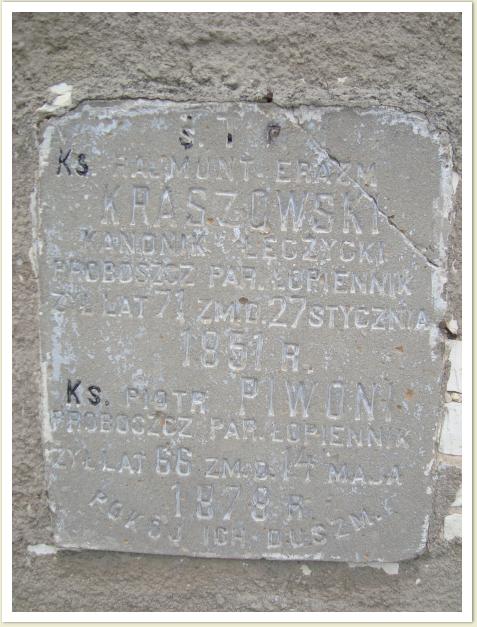 Ś. T P.
Ks. RAJMUNT. ERAZM
KRASZOWSKI
KANONIK ŁĘCZYCKI
PROBOSZCZ PAR. ŁOPIENNIK
ŻYŁ LAT 71 ZM.D. 27 STYCZNIA
1851 R.
Ks. PIOTR PIWONI
PROBOSZCZ PAR. ŁOPIENNIK
ŻYŁ LAT 66 ZM. D. 14 MAJA
1878 R.
POKÓJ ICH DUSZM.